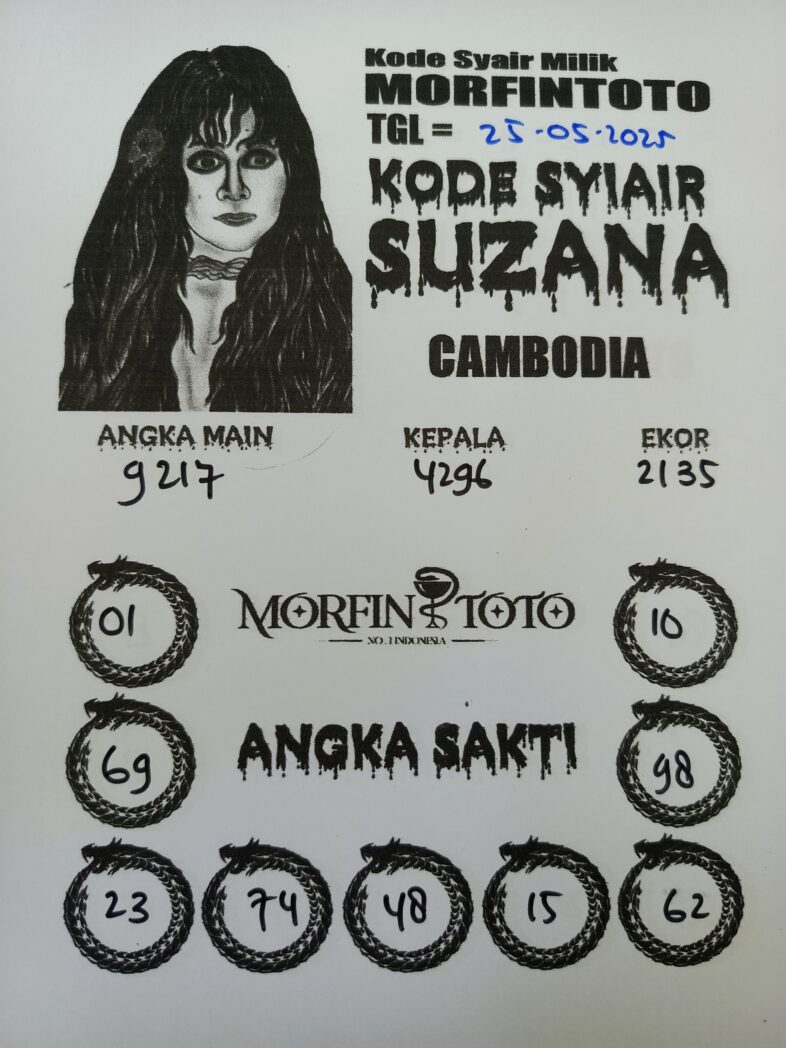 Kode Syair Milik
MORFINTOTO
TGL = 25-05-2025
KODE SYIAIR
SUZANA
CAMBODIA
ANGKA MAIN KEPALA EKOR
9217 4296 2135
01 MORFIN TOTO 10
NO.1 INDONESIA
69 ANGKA SAKTI 98
23 74 48 15 62